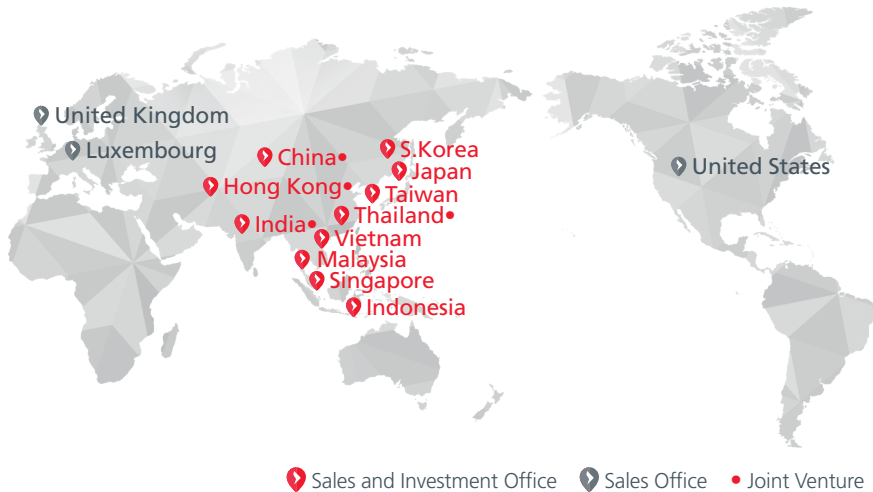 United Kingdom
Luxembourg
China•
S.Korea
Japan
Hong Kong•
Taiwan
United States
India•
Thailand•
Vietnam
Malaysia
Singapore
Indonesia
Sales and Investment Office Sales Office • Joint Venture